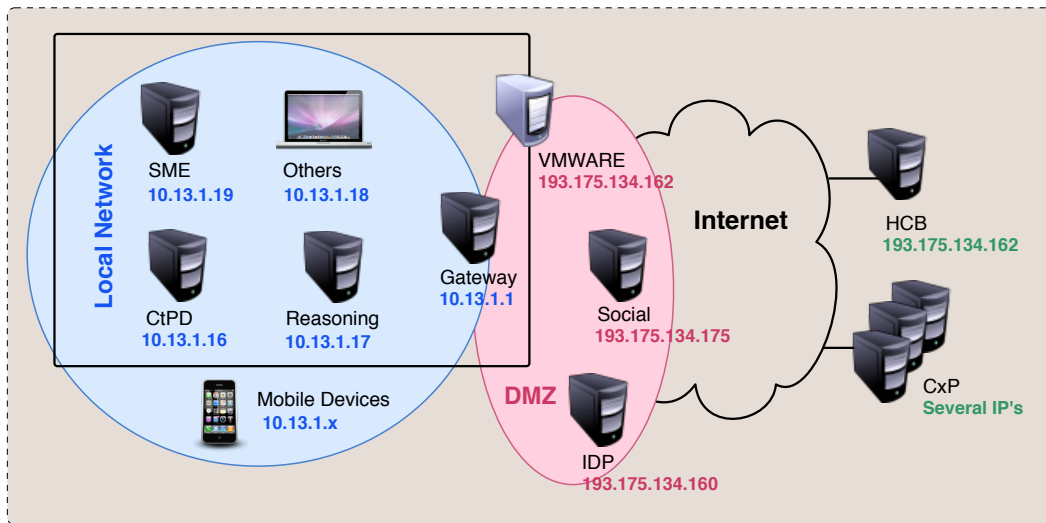 Local Network
SME
10.13.1.19
Others
10.13.1.18
CtPD
10.13.1.16
Reasoning
10.13.1.17
Gateway
10.13.1.1
Mobile Devices
10.13.1.x
VMWARE
193.175.134.162
Social
193.175.134.175
DMZ
IDP
193.175.134.160
Internet
HCB
193.175.134.162
CxP
Several IP's